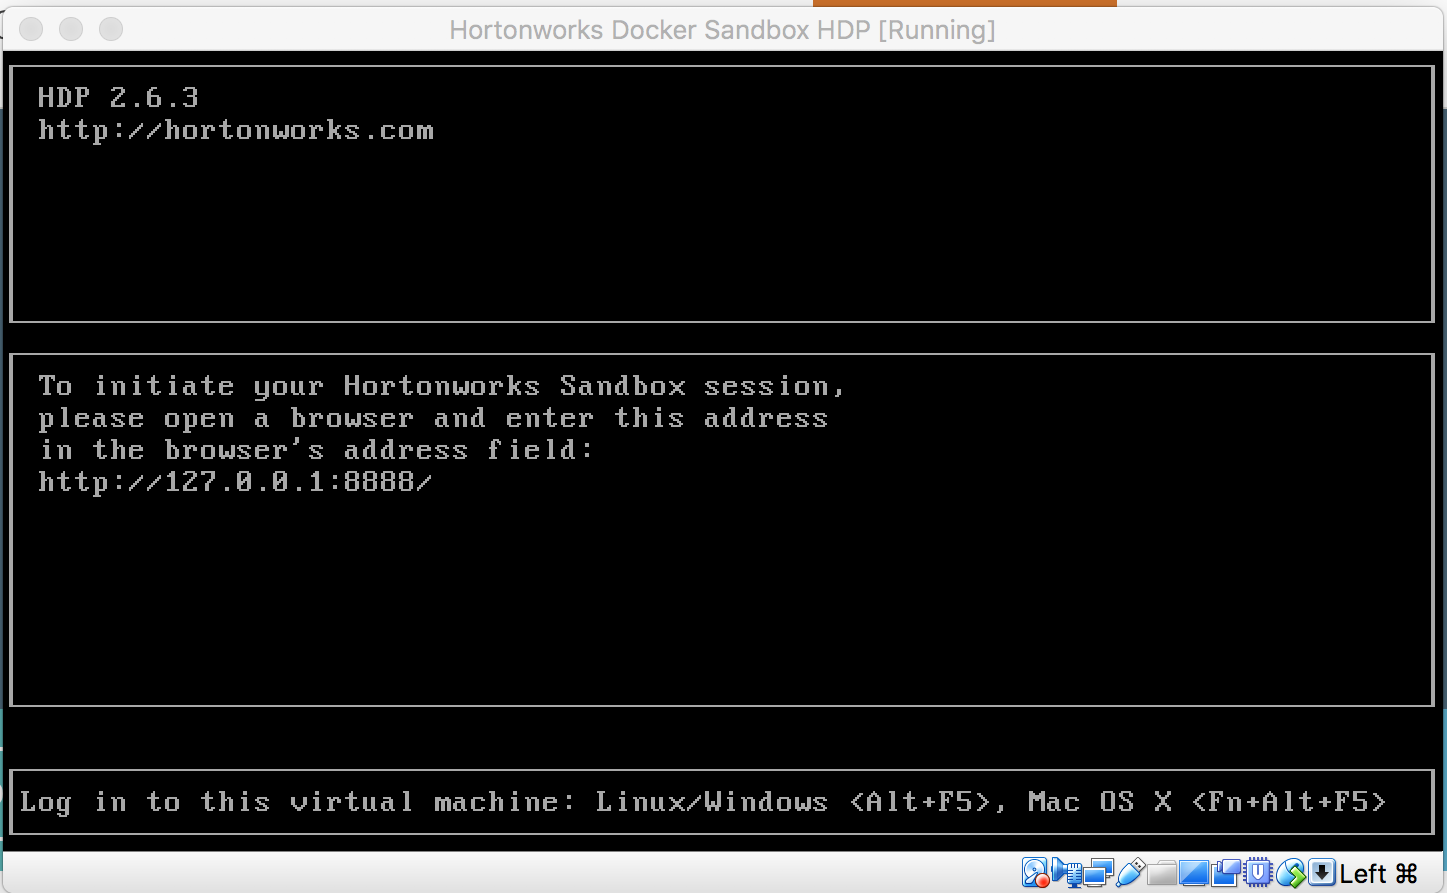 Hortonworks Docker Sandbox HDP [Running]
HDP 2.6.3
http://hortonworks.com
To initiate your Hortonworks Sandbox session,
please open a browser and enter this address
in the browser's address field:
http://127.0.0.1:8888/
Log in to this virtual machine: Linux/Windows <Alt+F5>, Mac OS X <Fn+Alt+F5>
Left ⌘